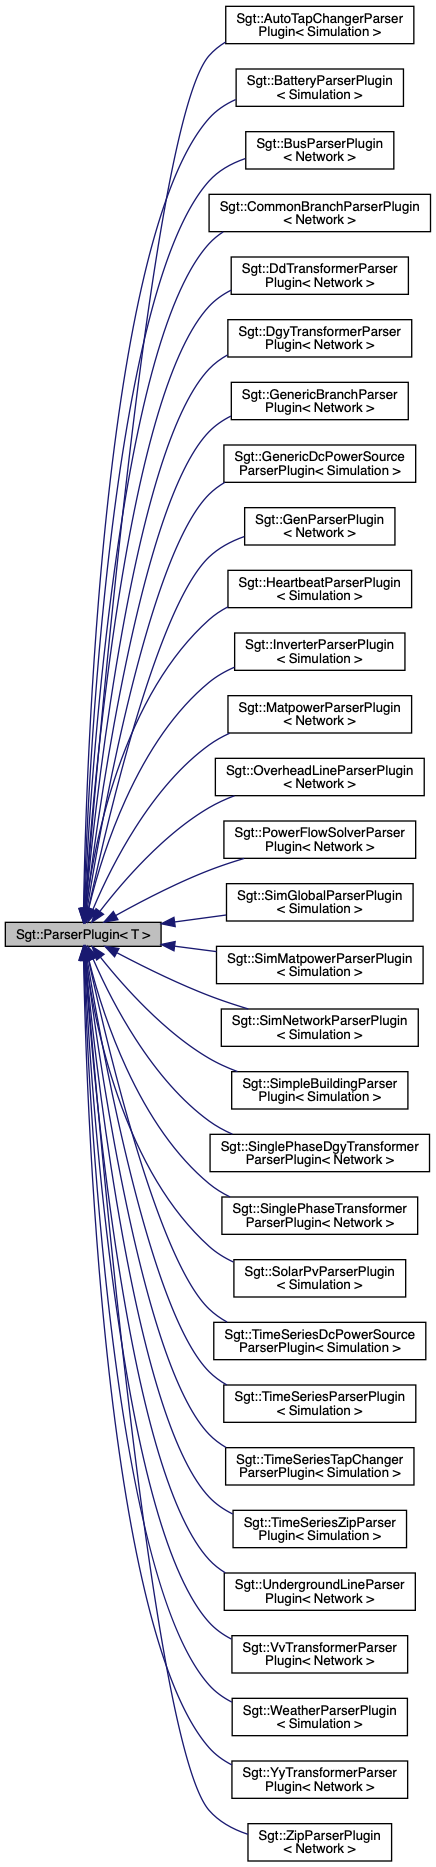 Sgt::AutoTapChangerParser
Plugin< Simulation >
Sgt::BatteryParserPlugin
< Simulation >
Sgt::BusParserPlugin
< Network >
Sgt::CommonBranchParserPlugin
< Network >
Sgt::DdTransformerParser
Plugin< Network >
Sgt::DgyTransformerParser
Plugin< Network >
Sgt::GenericBranchParser
Plugin< Network >
Sgt::GenericDcPowerSource
ParserPlugin< Simulation >
Sgt::GenParserPlugin
< Network >
Sgt::HeartbeatParserPlugin
< Simulation >
Sgt::InverterParserPlugin
< Simulation >
Sgt::MatpowerParserPlugin
< Network >
Sgt::OverheadLineParserPlugin
< Network >
Sgt::PowerFlowSolverParser
Plugin< Network >
Sgt::SimGlobalParserPlugin
< Simulation >
Sgt::ParserPlugin< T >
Sgt::SimMatpowerParserPlugin
< Simulation >
Sgt::SimNetworkParserPlugin
< Simulation >
Sgt::SimpleBuildingParser
Plugin< Simulation >
Sgt::SinglePhaseDgyTransformer
ParserPlugin< Network >
Sgt::SinglePhaseTransformer
ParserPlugin< Network >
Sgt::SolarPvParserPlugin
< Simulation >
Sgt::TimeSeriesDcPowerSource
ParserPlugin< Simulation >
Sgt::TimeSeriesParserPlugin
< Simulation >
Sgt::TimeSeriesTapChanger
ParserPlugin< Simulation >
Sgt::TimeSeriesZipParser
Plugin< Simulation >
Sgt::UndergroundLineParser
Plugin< Network >
Sgt::VvTransformerParser
Plugin< Network >
Sgt::WeatherParserPlugin
< Simulation >
Sgt::YyTransformerParser
Plugin< Network >
Sgt::ZipParserPlugin
< Network >